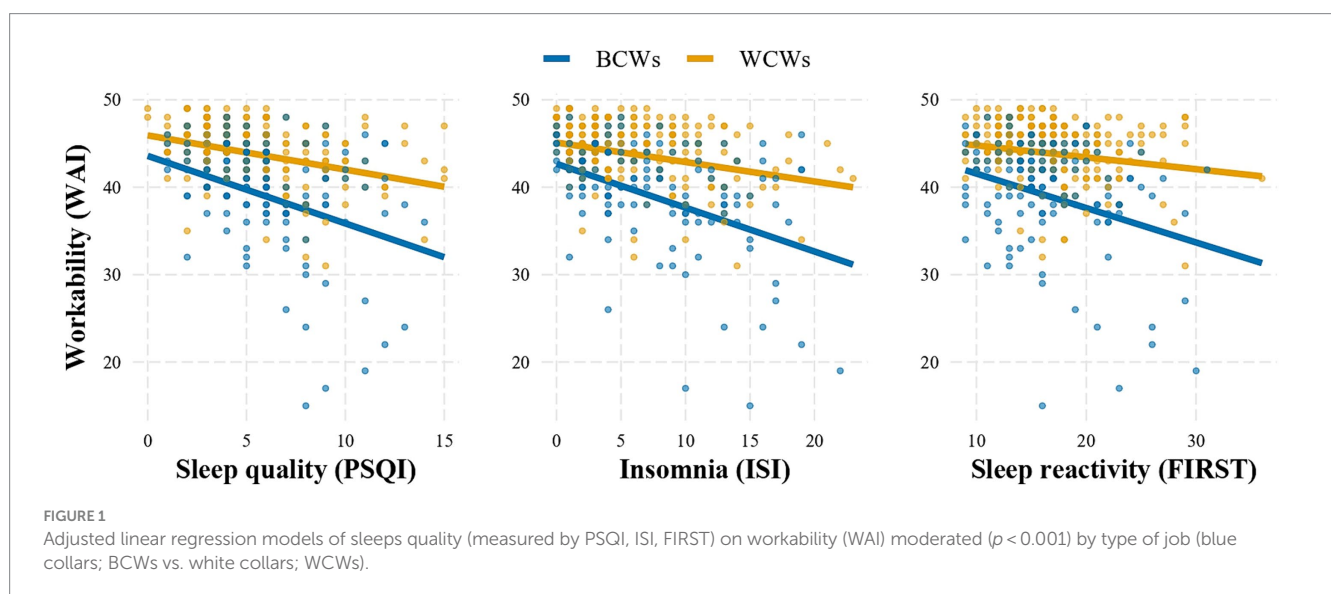 BCWs WCWs
Workability (WAI)
50
40
30
20
0 5 10 15
Sleep quality (PSQI)
50
40
30
20
0 5 10 15 20
Insomnia (ISI)
50
40
30
20
10 20 30
Sleep reactivity (FIRST)
FIGURE 1
Adjusted linear regression models of sleeps quality (measured by PSQI, ISI, FIRST) on workability (WAI) moderated (p < 0.001) by type of job (blue
collars; BCWs vs. white collars; WCWs).